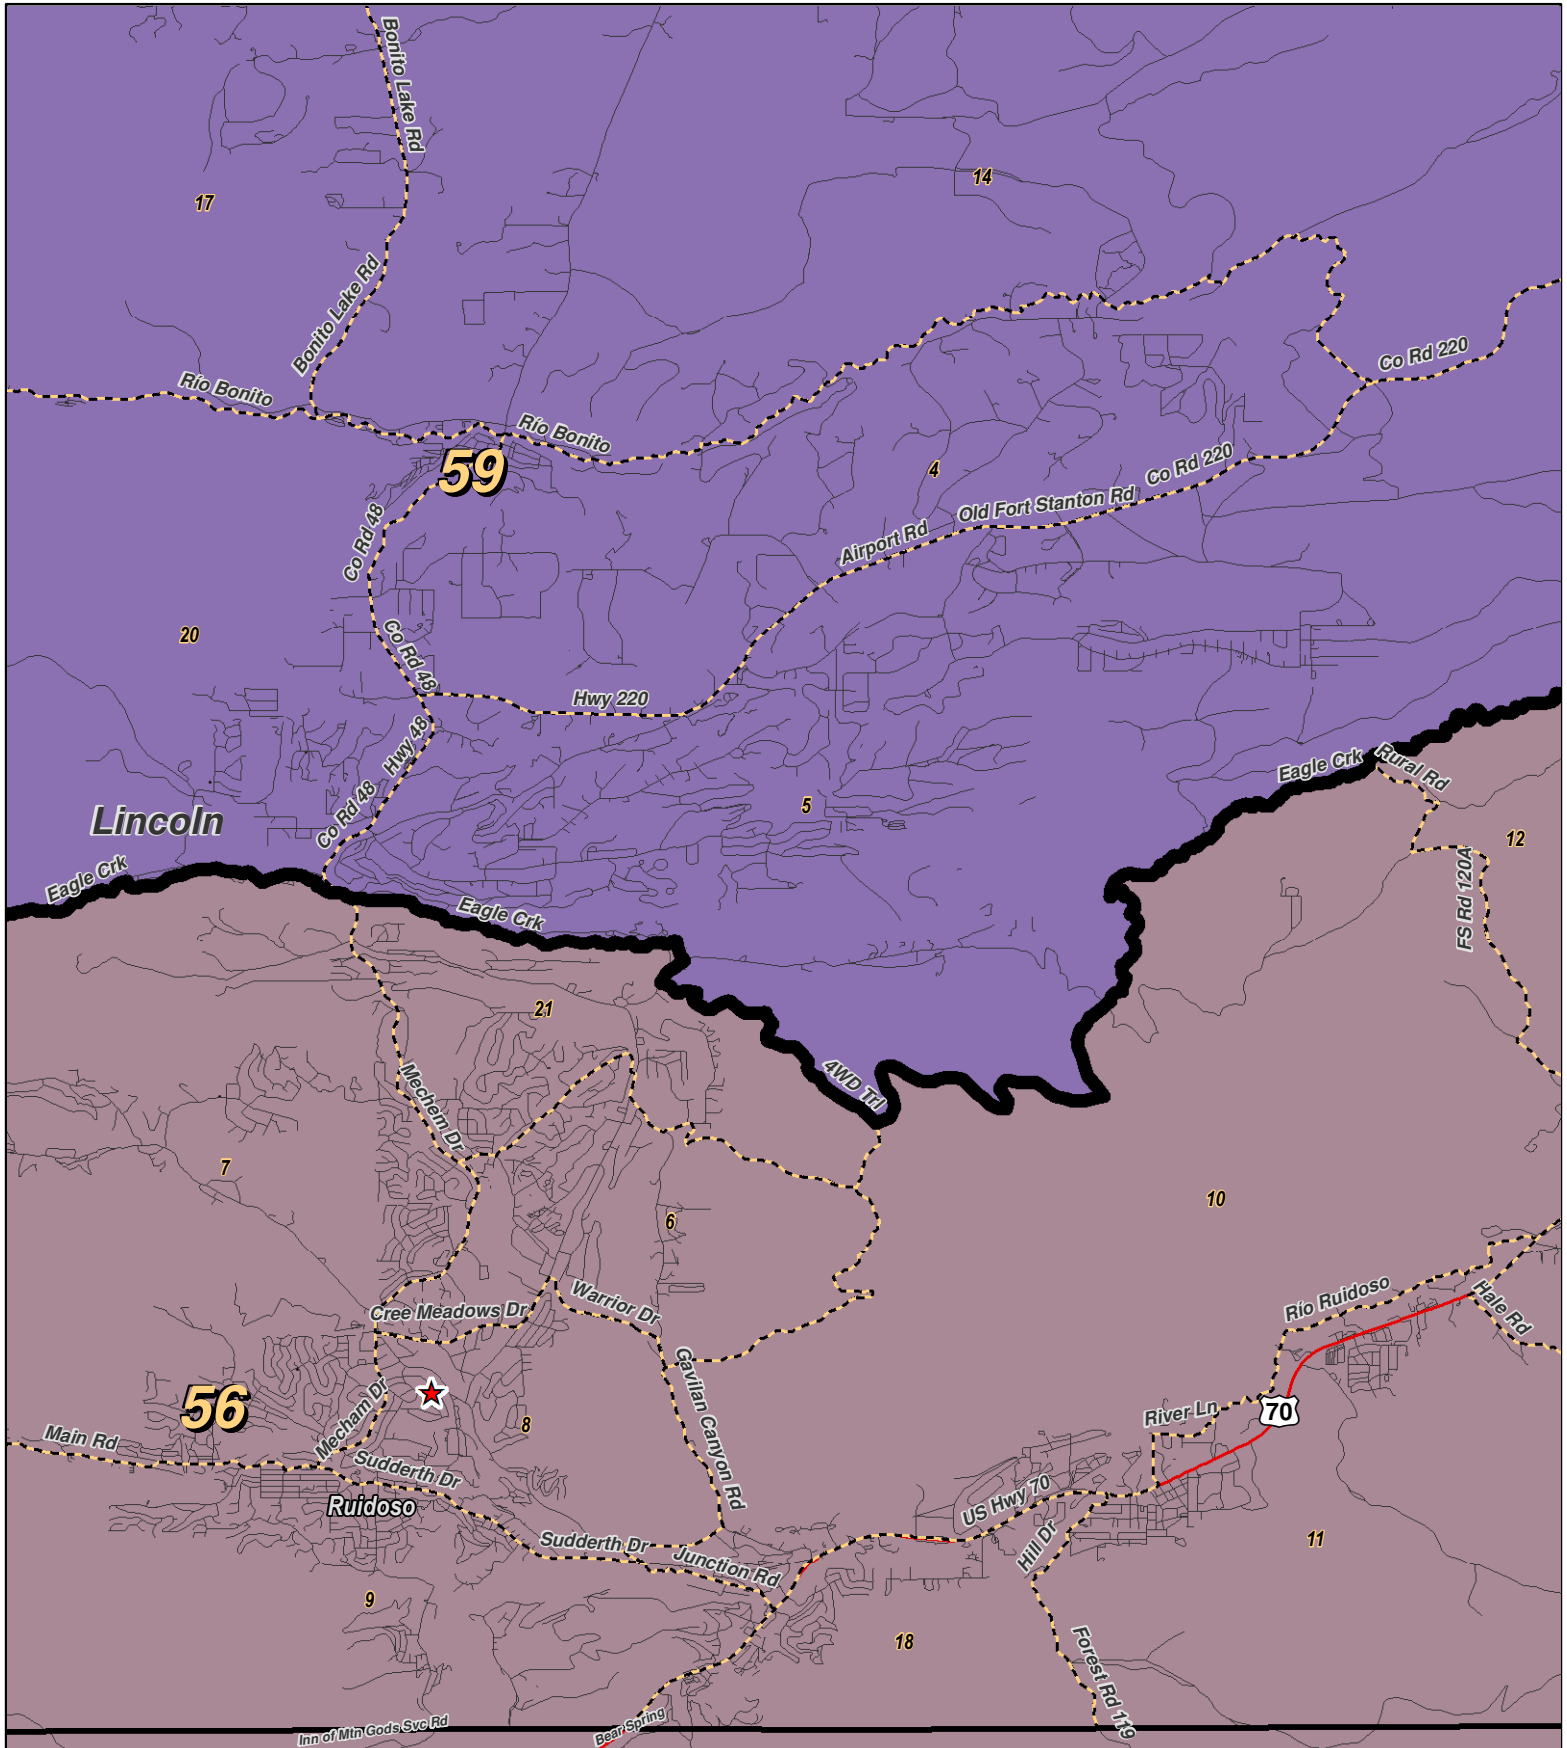 Bonito Lake Rd
14
17
Bonito Lake Rd
Co Rd 220
Río Bonito
Río Bonito
59
4
Co Rd 220
Old Fort Stanton Rd
Airport Rd
Co Rd 48
20
Co Rd 48
Hwy 220
Hwy 48
Eagle Crk
Rural Rd
Co Rd 48
5
Lincoln
12
Eagle Crk
FS Rd 120A
Eagle Crk
21
4WD Trl
Mechem Dr
7
10
6
Río Ruidoso
Hale Rd
Warrior Dr
Cree Meadows Dr
Gavilan Canyon Rd
56
Mecham Dr
8
River Ln
70
Main Rd
Sudderth Dr
Ruidoso
US Hwy 70
Hill Dr
11
Sudderth Dr
Junction Rd
9
18
Forest Rd 119
Inn of Mtn Gods Svc Rd
Bear Spring